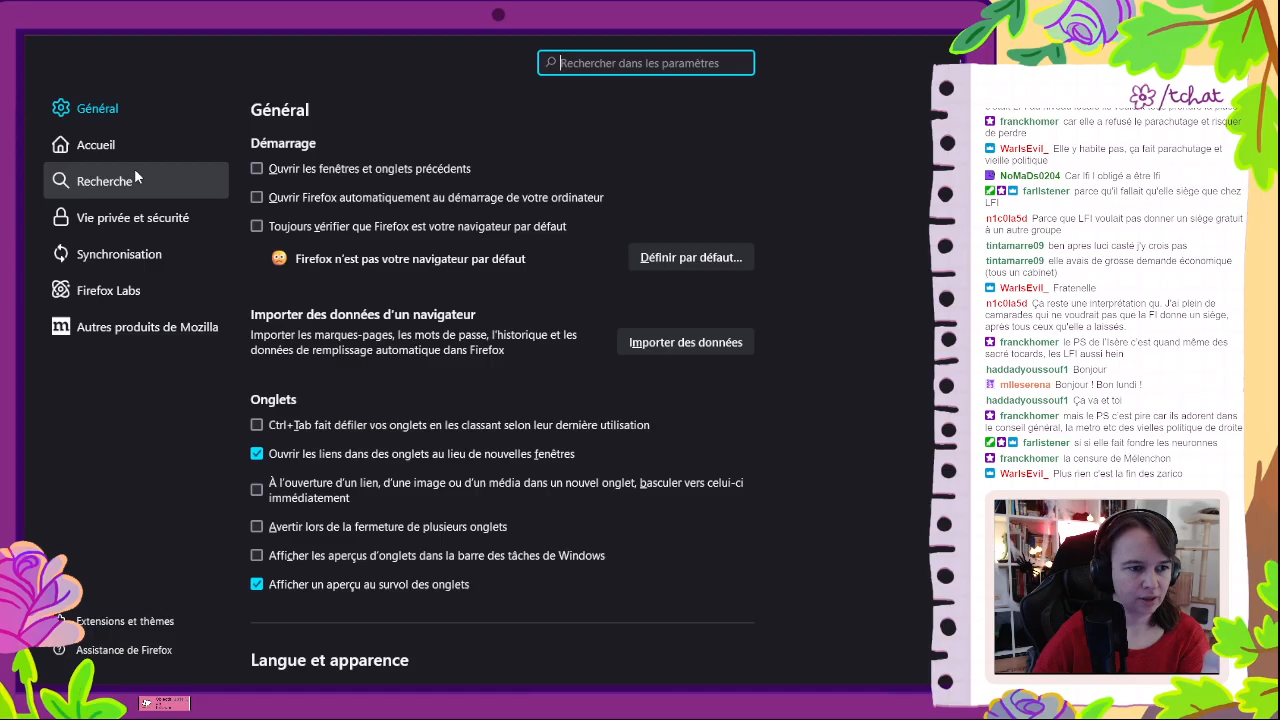 Rechercher dans les paramètres
Général
Accueil
Recherche
Vie privée et sécurité
Synchronisation
Firefox Labs
m Autres produits de Mozilla
Extensions et thèmes
Assistance de Firefox
Général
Démarrage
Ouvrir les fenêtres et onglets précédents
fox automatiquement au démarrage de votre ordinateur
Toujours vérifier que Firefox est votre navigateur par défaut
Firefox n’est pas votre navigateur par défaut
Définir par défaut...
Importer des données d’un navigateur
Importer les marques-pages, les mots de passe, l’historique et les
données de remplissage automatique dans Firefox
Importer des données
Onglets
fait défiler vos onglets en les classant selon leur dernière utilisation
Ouvrir les liens dans des onglets au lieu de nouvelles fenêtres
À l’ouverture d’un lien, d’une image ou d’un média dans un nouvel onglet, basculer vers celui-ci
immédiatement
Avertir lors de la fermeture de plusieurs onglets
Afficher les aperçus d’onglets dans la barre des tâches de Windows
Afficher un aperçu au survol des onglets
Langue et apparence
/tchat
franckhomer car elle a refusé le parachutage et risquer
de perdre
WarIsEvil_ Elle y habite pas, ça fait parachutage et
vieille politique
NoMaDs0204 Car lfi l obligé a être lfi
farlistener parce qu'il fallait qu'elle siège que chez
LFI
n1c0la5d Parce que LFI voulait pas donner un siège gratuit
à un autre groupe
tintamarre09 ben apres luci casté j'y crois pas
tintamarre09 elle avais de grosse demande économique
(tous un cabinet)
WarIsEvil_ Fratenelle
n1c0la5d Ça reste une interprétation qu. J'ai plein de
camarades qui ne voudrait pas que la FI donne un siège,
après tous ceux qu'elle a laissés.
franckhomer le PS de l'Isère c'est quand même des
sacré tocards, les LFI aussi hein
haddadyoussouf1 Bonjour
mlleserena Bonjour ! Bon lundi !
haddadyoussouf1 Ça va et toi
franckhomer mais le PS c'est pire car ils adorent dans
le conseil général, la metro etc des vielles politique de droite
farlistener si si elle fait fondre les neuronnes
franckhomer la censure de Mélenchon
WarIsEvil_ Plus rien c'est la fin des zarico